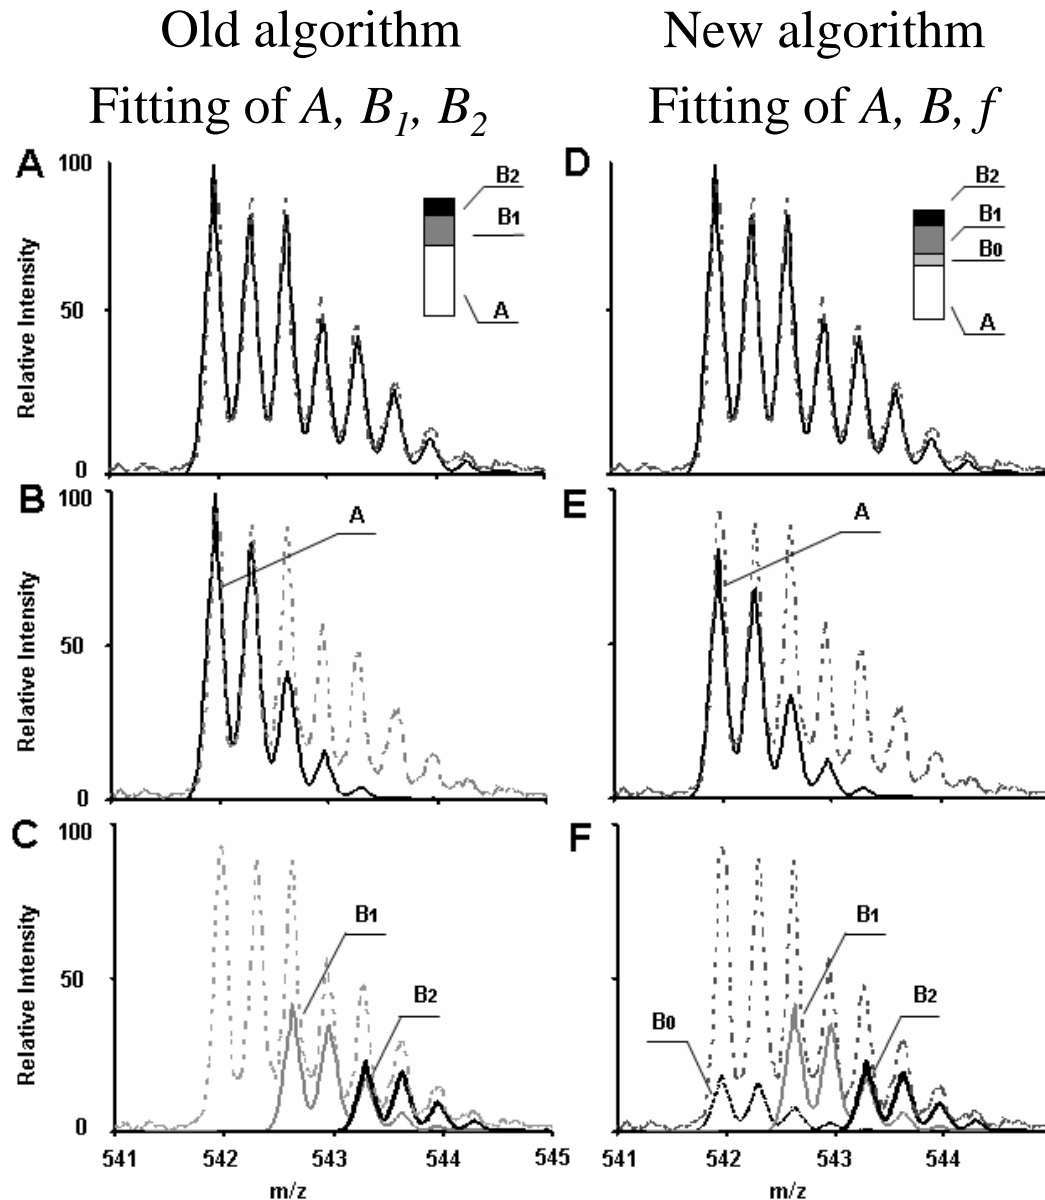 Old algorithm
Fitting of A, B1, B2
New algorithm
Fitting of A, B, f
A
100
50
0
Relative Intensity
B2
B1
A
D
B2
B1
B0
A
B
100
50
0
Relative Intensity
A
E
A
C
100
50
0
Relative Intensity
B1
B2
541
542
543
544
545
m/z
F
B0
B1
B2
541
542
543
544
m/z